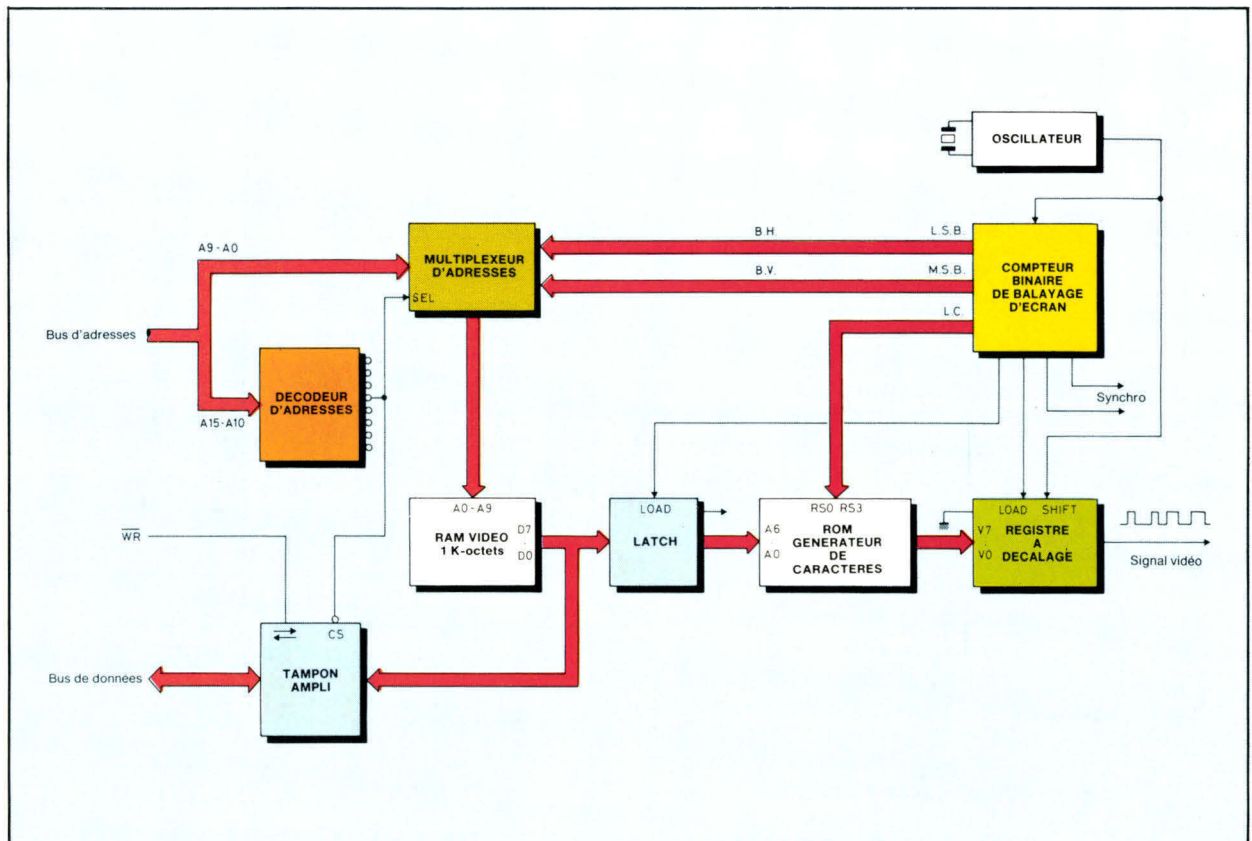 OSCILLATEUR
A9-A0
MULTIPLEXEUR
D'ADRESSES
SEL
B.H.
L.S.B.
B.V.
M.S.B.
L.C.
COMPTEUR
BINAIRE
DE BALAYAGE
D'ECRAN
Bus d'adresses
DECODEUR
D'ADRESSES
A15-A10
Synchro
WR
A0-A9
RAM VIDEO
1 K-octets
D7
D0
LOAD
LATCH
RS0 RS3
A6
A0
ROM
GENERATEUR
DE
CARACTERES
LOAD SHIFT
V7
V0
REGISTRE
A
DECALAGE
Signal vidéo
CS
TAMPON
AMPLI
Bus de données